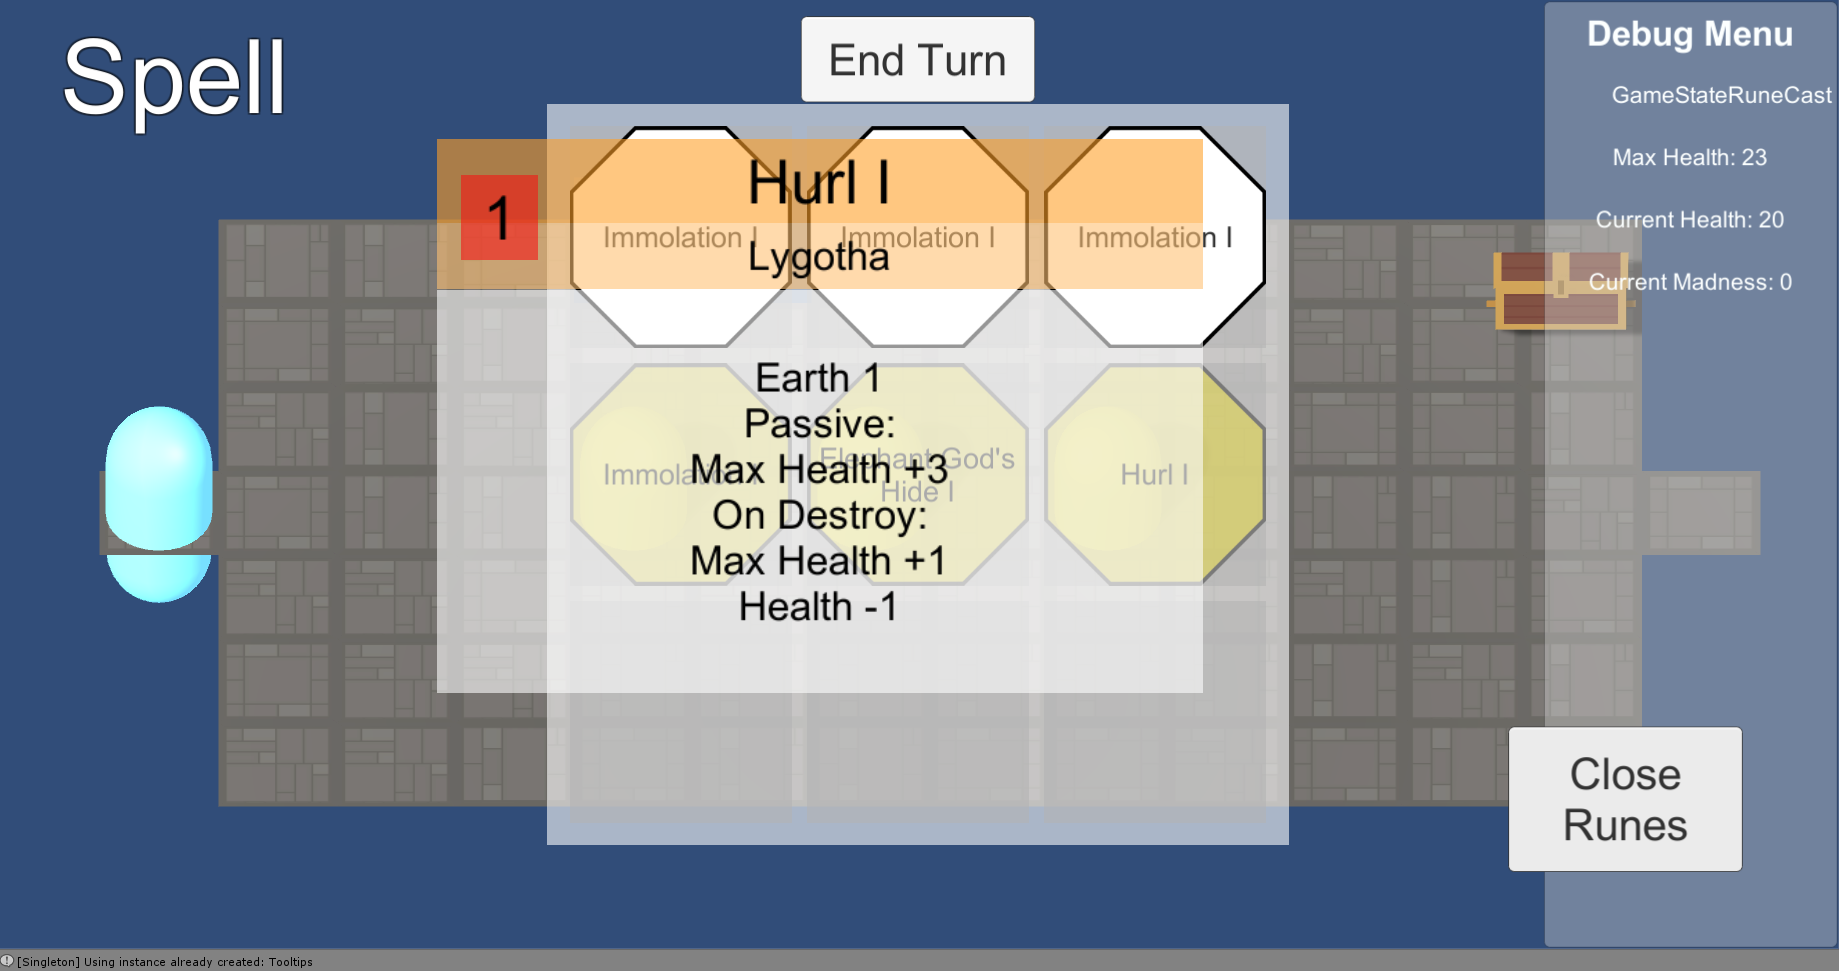 Spell
End Turn
Debug Menu
GameStateRuneCast
Max Health: 23
Current Health: 20
Current Madness: 0
1
Hurl I
Lygotha
Immolation I
Immolation I
Immolation I
Earth 1
Passive:
Max Health +3
On Destroy:
Max Health +1
Health -1
Immolation I
Elephant God's
Hide I
Hurl I
Close
Runes
[Singleton] Using instance already created: Tooltips